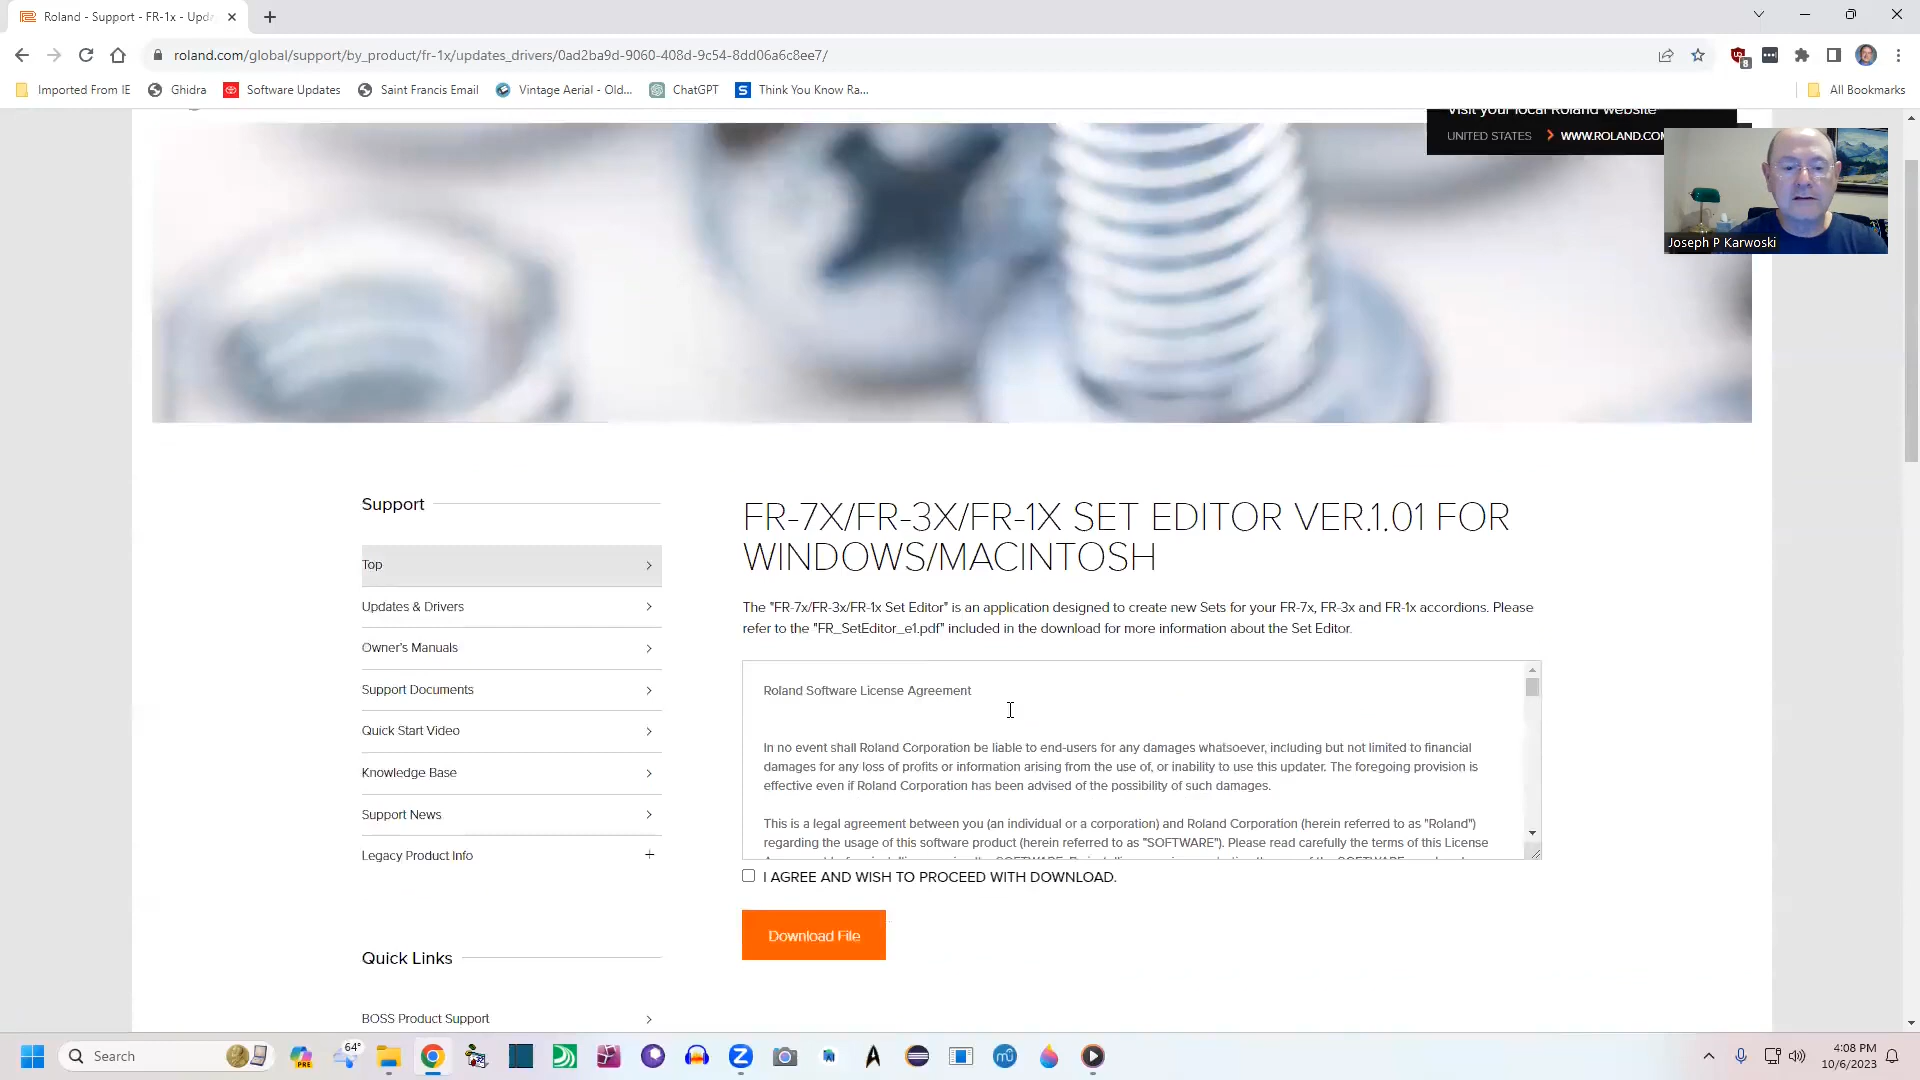 Roland - Support - FR-1x - Upda
roland.com/global/support/by_product/fr-1x/updates_drivers/0ad2ba9d-9060-408d-9c54-8dd06a6c8ee7/
8
Imported From IE
Ghidra
Software Updates
Saint Francis Email
Vintage Aerial - Old...
ChatGPT
Think You Know Ra...
All Bookmarks
Visit your local Roland website
UNITED STATES
WWW.ROLAND.COM
Joseph P Karwoski
Support
Top
Updates & Drivers
Owner's Manuals
Support Documents
Quick Start Video
Knowledge Base
Support News
Legacy Product Info
Quick Links
BOSS Product Support
FR-7X/FR-3X/FR-1X SET EDITOR VER.1.01 FOR
WINDOWS/MACINTOSH
The "FR-7x/FR-3x/FR-1x Set Editor" is an application designed to create new Sets for your FR-7x, FR-3x and FR-1x accordions. Please
refer to the "FR_SetEditor_e1.pdf" included in the download for more information about the Set Editor.
Roland Software License Agreement
In no event shall Roland Corporation be liable to end-users for any damages whatsoever, including but not limited to financial
damages for any loss of profits or information arising from the use of, or inability to use this updater. The foregoing provision is
effective even if Roland Corporation has been advised of the possibility of such damages.
This is a legal agreement between you (an individual or a corporation) and Roland Corporation (herein referred to as "Roland")
regarding the usage of this software product (herein referred to as "SOFTWARE"). Please read carefully the terms of this License
I AGREE AND WISH TO PROCEED WITH DOWNLOAD.
Download File
Search
PRE
64°
4:08 PM
10/6/2023